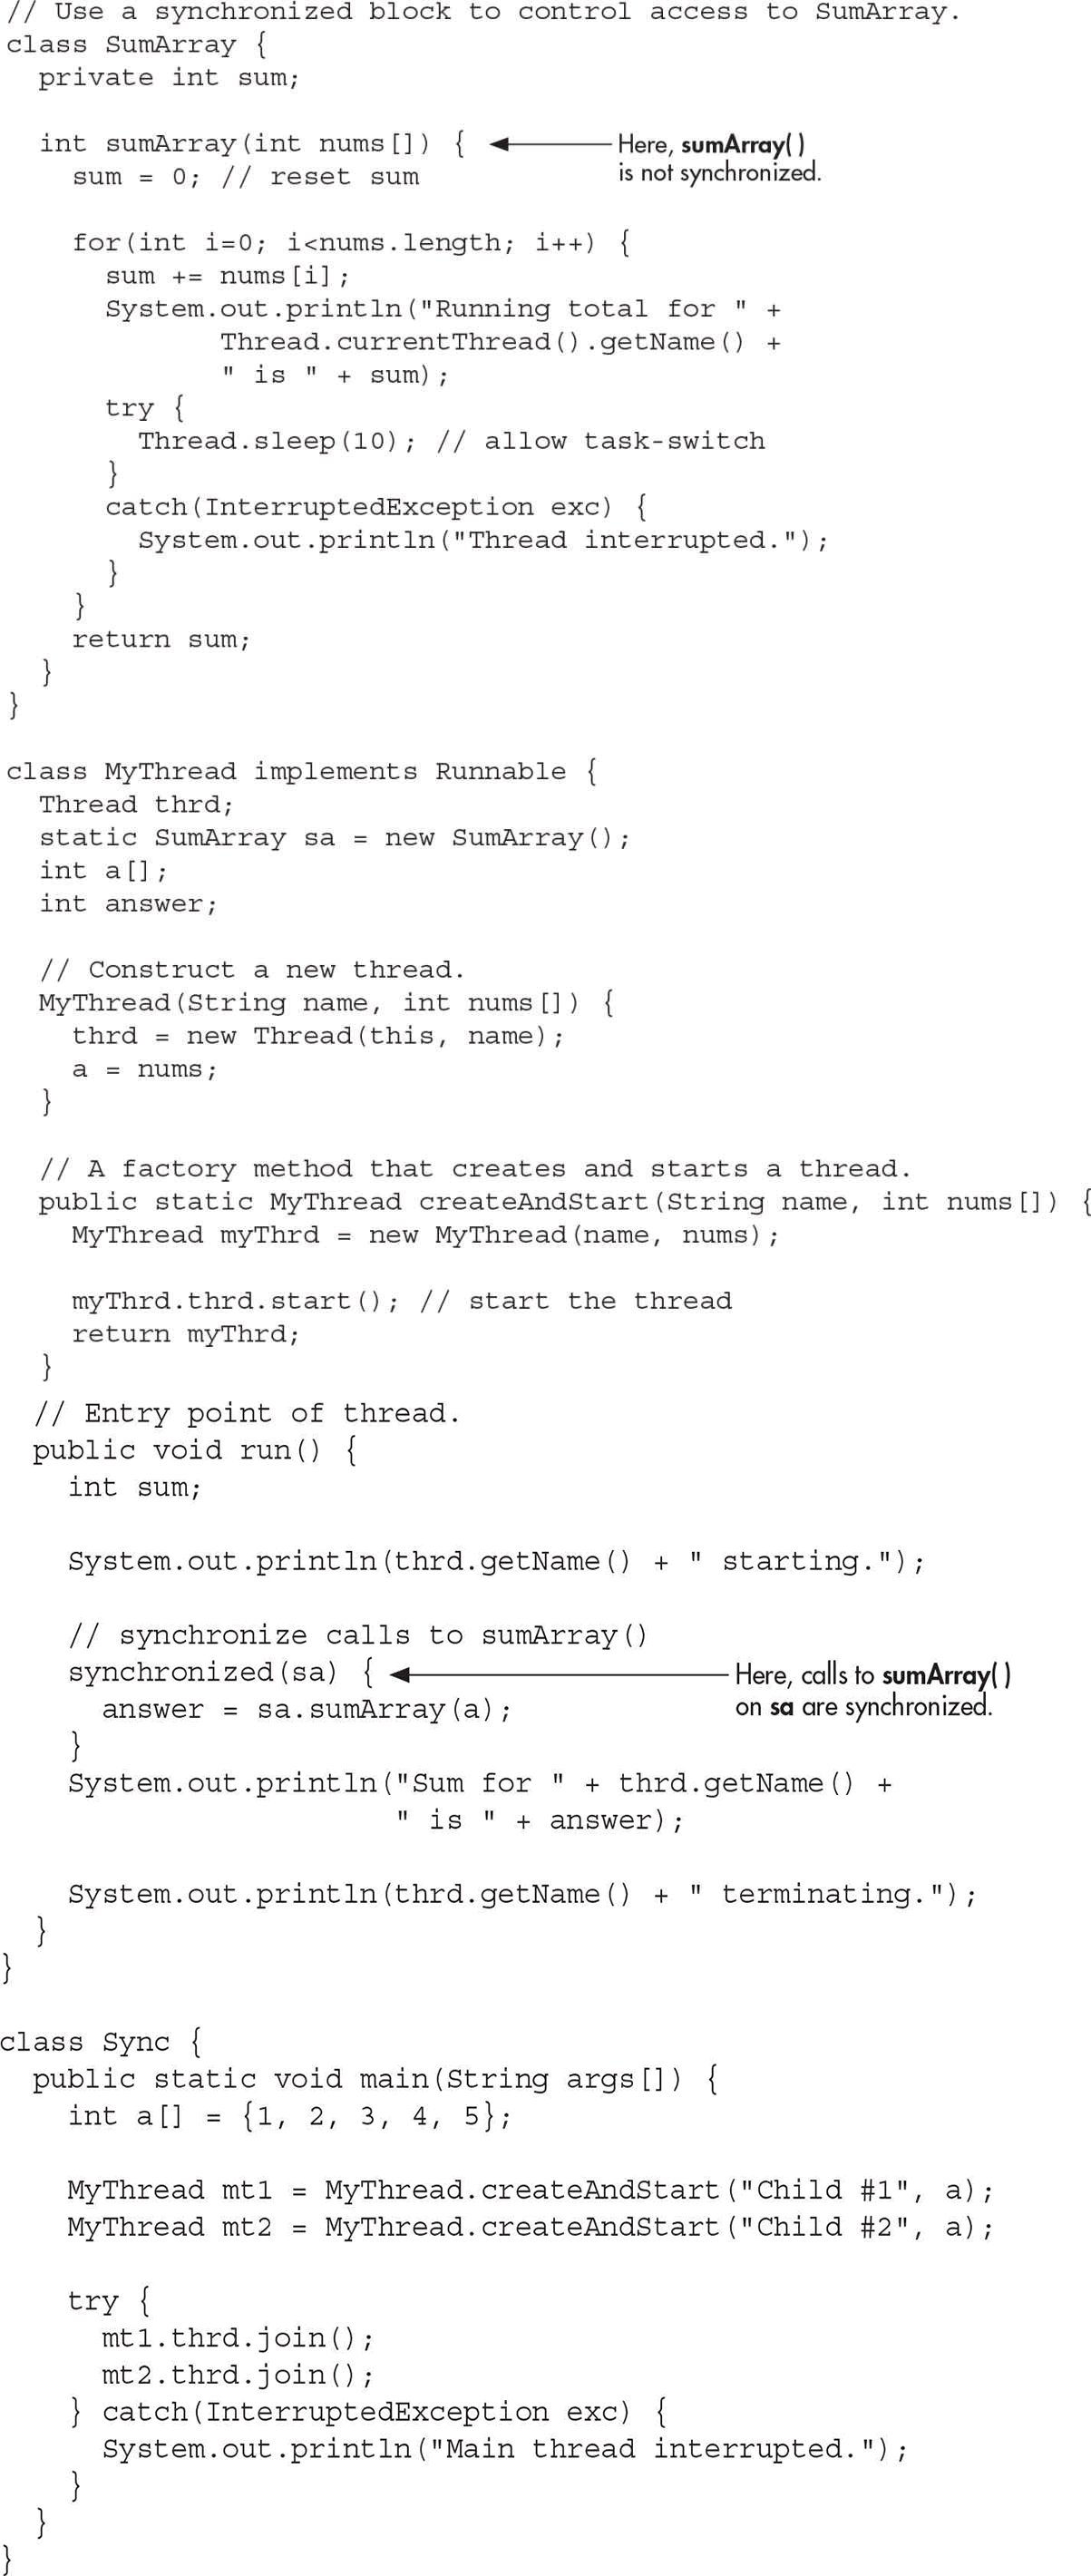 // Use a synchronized block to control access to SumArray.
class SumArray {
  private int sum;

  int sumArray(int nums[]) {
Here, sumArray( )
is not synchronized.
    sum = 0; // reset sum

    for(int i=0; i<nums.length; i++) {
      sum += nums[i];
      System.out.println("Running total for " +
             Thread.currentThread().getName() +
             " is " + sum);
      try {
        Thread.sleep(10); // allow task-switch
      }
      catch(InterruptedException exc) {
        System.out.println("Thread interrupted.");
      }
    }
    return sum;
  }
}

class MyThread implements Runnable {
  Thread thrd;
  static SumArray sa = new SumArray();
  int a[];
  int answer;

  // Construct a new thread.
  MyThread(String name, int nums[]) {
    thrd = new Thread(this, name);
    a = nums;
  }

  // A factory method that creates and starts a thread.
  public static MyThread createAndStart(String name, int nums[]) {
    MyThread myThrd = new MyThread(name, nums);

    myThrd.thrd.start(); // start the thread
    return myThrd;
  }
  // Entry point of thread.
  public void run() {
    int sum;

    System.out.println(thrd.getName() + " starting.");

    // synchronize calls to sumArray()
    synchronized(sa) {
Here, calls to sumArray( )
on sa are synchronized.
      answer = sa.sumArray(a);
    }
    System.out.println("Sum for " + thrd.getName() +
                       " is " + answer);

    System.out.println(thrd.getName() + " terminating.");
  }
}

class Sync {
  public static void main(String args[]) {
    int a[] = {1, 2, 3, 4, 5};

    MyThread mt1 = MyThread.createAndStart("Child #1", a);
    MyThread mt2 = MyThread.createAndStart("Child #2", a);

    try {
      mt1.thrd.join();
      mt2.thrd.join();
    } catch(InterruptedException exc) {
      System.out.println("Main thread interrupted.");
    }
  }
}